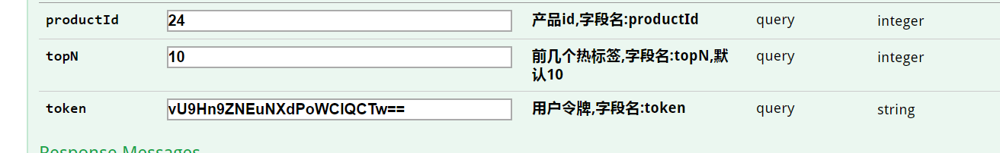 productId 24 产品id,字段名:productId query integer
topN 10 前几个热标签,字段名:topN,默 query integer
认10
token vU9Hn9ZNEuNXdPoWCIQCTw== 用户令牌,字段名:token query string
Response Messages